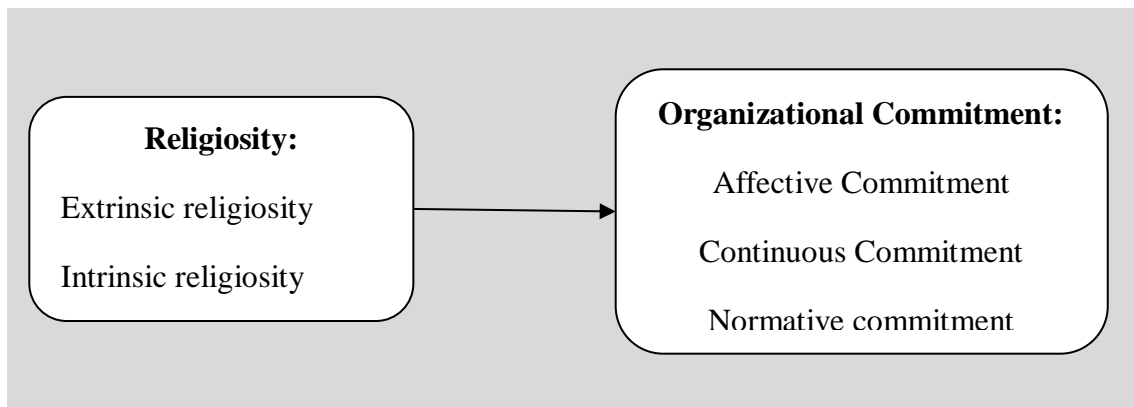 Religiosity:
Extrinsic religiosity
Intrinsic religiosity
Organizational Commitment:
Affective Commitment
Continuous Commitment
Normative commitment